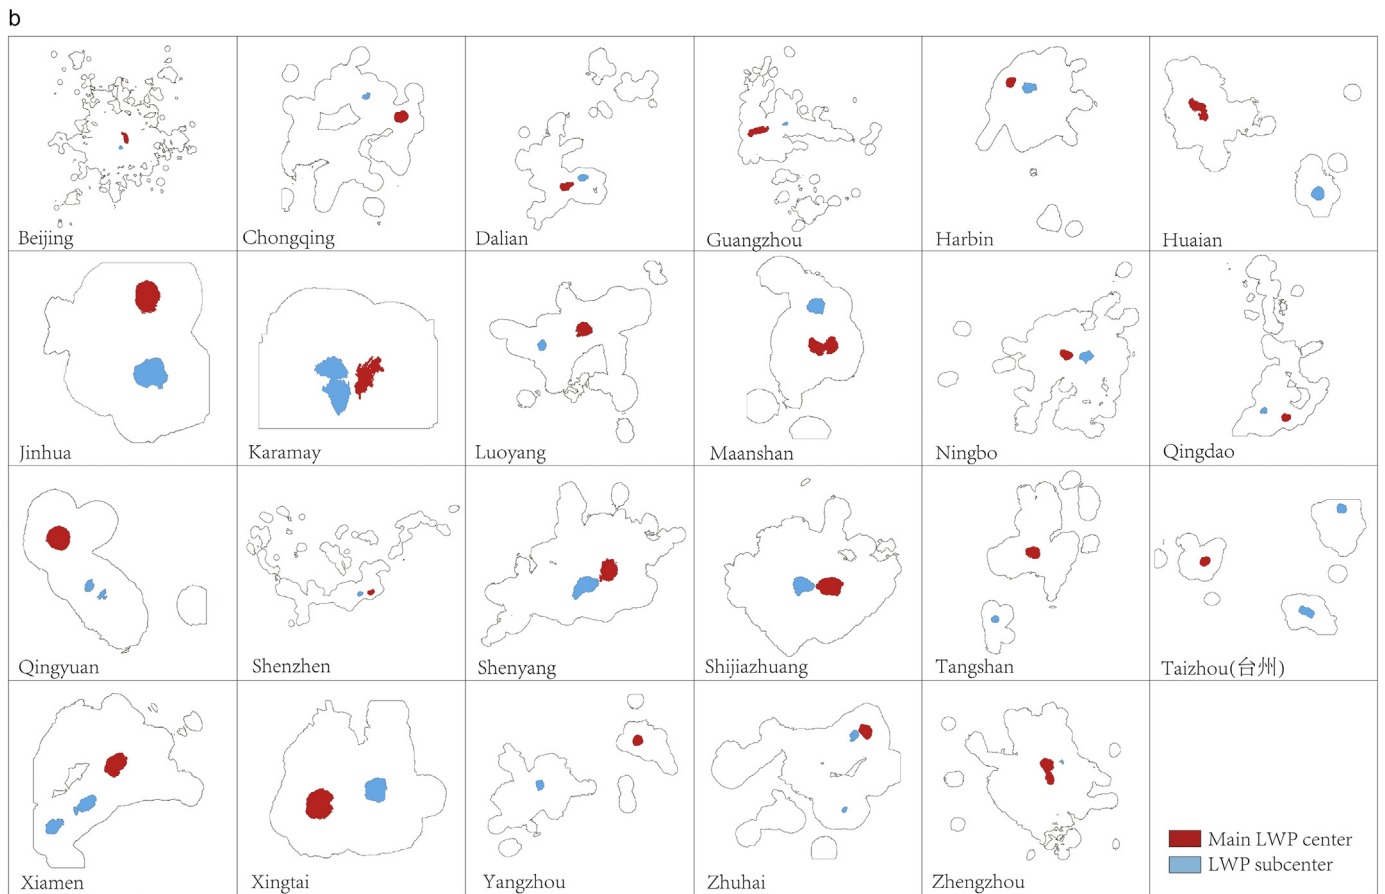 b
Beijing
Chongqing
Dalian
Guangzhou
Harbin
Huaian
Jinhua
Karamay
Luoyang
Maanshan
Ningbo
Qingdao
Qingyuan
Shenzhen
Shenyang
Shijiazhuang
Tangshan
Taizhou(台州)
Xiamen
Xingtai
Yangzhou
Zhuhai
Zhengzhou
Main LWP center
LWP subcenter